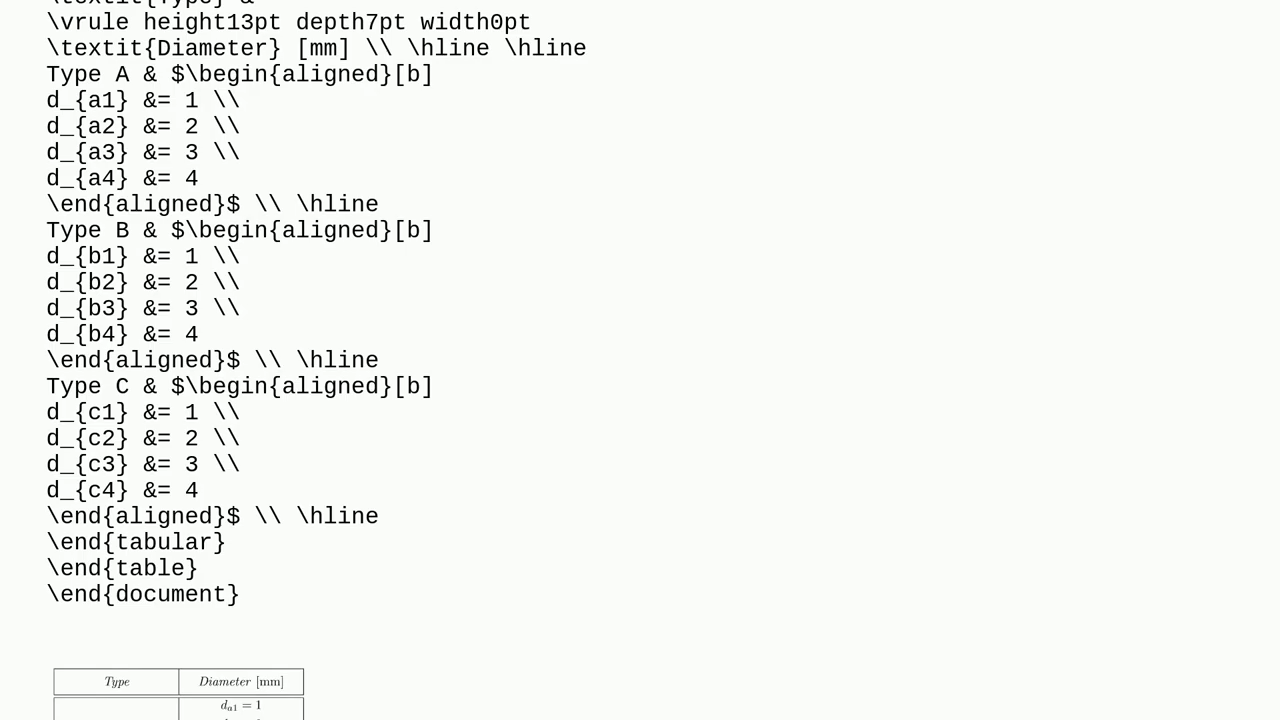 \textit{Type} &
\vrule height13pt depth7pt width0pt
\textit{Diameter} [mm] \\ \hline \hline
Type A & $\begin{aligned}[b]
d_{a1} &= 1 \\
d_{a2} &= 2 \\
d_{a3} &= 3 \\
d_{a4} &= 4
\end{aligned}$ \\ \hline
Type B & $\begin{aligned}[b]
d_{b1} &= 1 \\
d_{b2} &= 2 \\
d_{b3} &= 3 \\
d_{b4} &= 4
\end{aligned}$ \\ \hline
Type C & $\begin{aligned}[b]
d_{c1} &= 1 \\
d_{c2} &= 2 \\
d_{c3} &= 3 \\
d_{c4} &= 4
\end{aligned}$ \\ \hline
\end{tabular}
\end{table}
\end{document}
Type Diameter [mm]
d_{a1} = 1